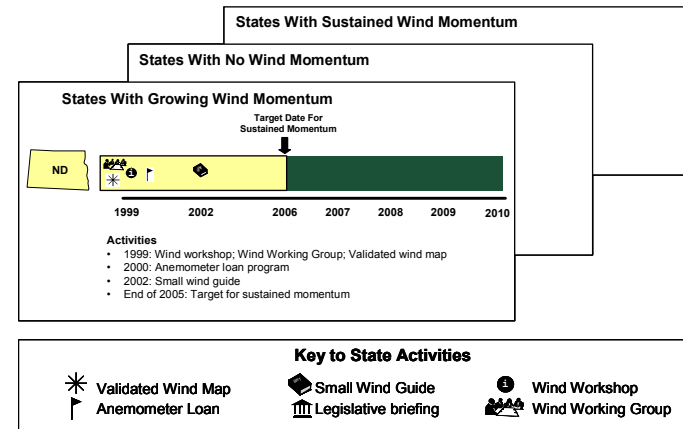 States With Sustained Wind Momentum
States With No Wind Momentum
States With Growing Wind Momentum
Target Date For
Sustained Momentum
ND
1999 2002 2006 2007 2008 2009 2010
Activities
• 1999: Wind workshop; Wind Working Group; Validated wind map
• 2000: Anemometer loan program
• 2002: Small wind guide
• End of 2005: Target for sustained momentum
Key to State Activities
Validated Wind Map Small Wind Guide Wind Workshop
Anemometer Loan Legislative briefing Wind Working Group